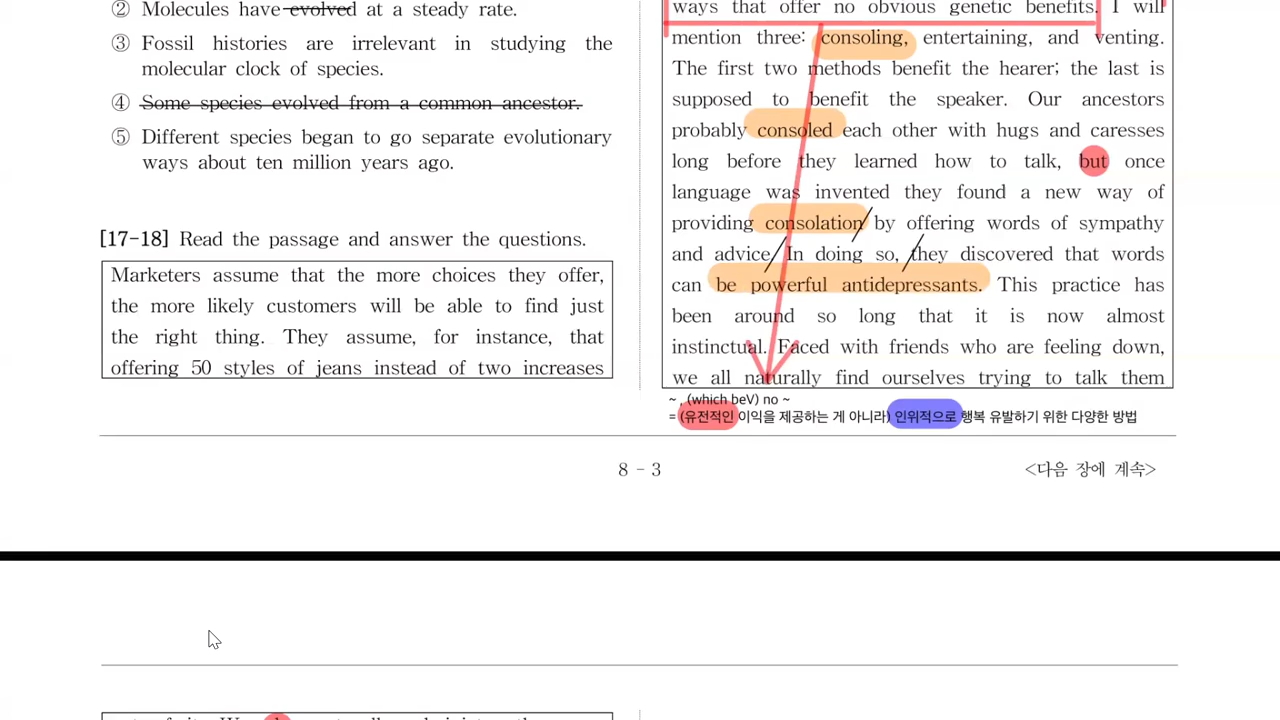 ② Molecules have evolved at a steady rate.
③ Fossil histories are irrelevant in studying the
molecular clock of species.
④ Some species evolved from a common ancestor.
⑤ Different species began to go separate evolutionary
ways about ten million years ago.
[17-18] Read the passage and answer the questions.
Marketers assume that the more choices they offer,
the more likely customers will be able to find just
the right thing. They assume, for instance, that
offering 50 styles of jeans instead of two increases
ways that offer no obvious genetic benefits. I will
mention three: consoling, entertaining, and venting.
The first two methods benefit the hearer; the last is
supposed to benefit the speaker. Our ancestors
probably consoled each other with hugs and caresses
long before they learned how to talk, but once
language was invented they found a new way of
providing consolation by offering words of sympathy
and advice. In doing so, they discovered that words
can be powerful antidepressants. This practice has
been around so long that it is now almost
instinctual. Faced with friends who are feeling down,
we all naturally find ourselves trying to talk them
~ , (which beV) no ~
= (유전적인 이익을 제공하는 게 아니라) 인위적으로 행복 유발하기 위한 다양한 방법
8 - 3
<다음 장에 계속>